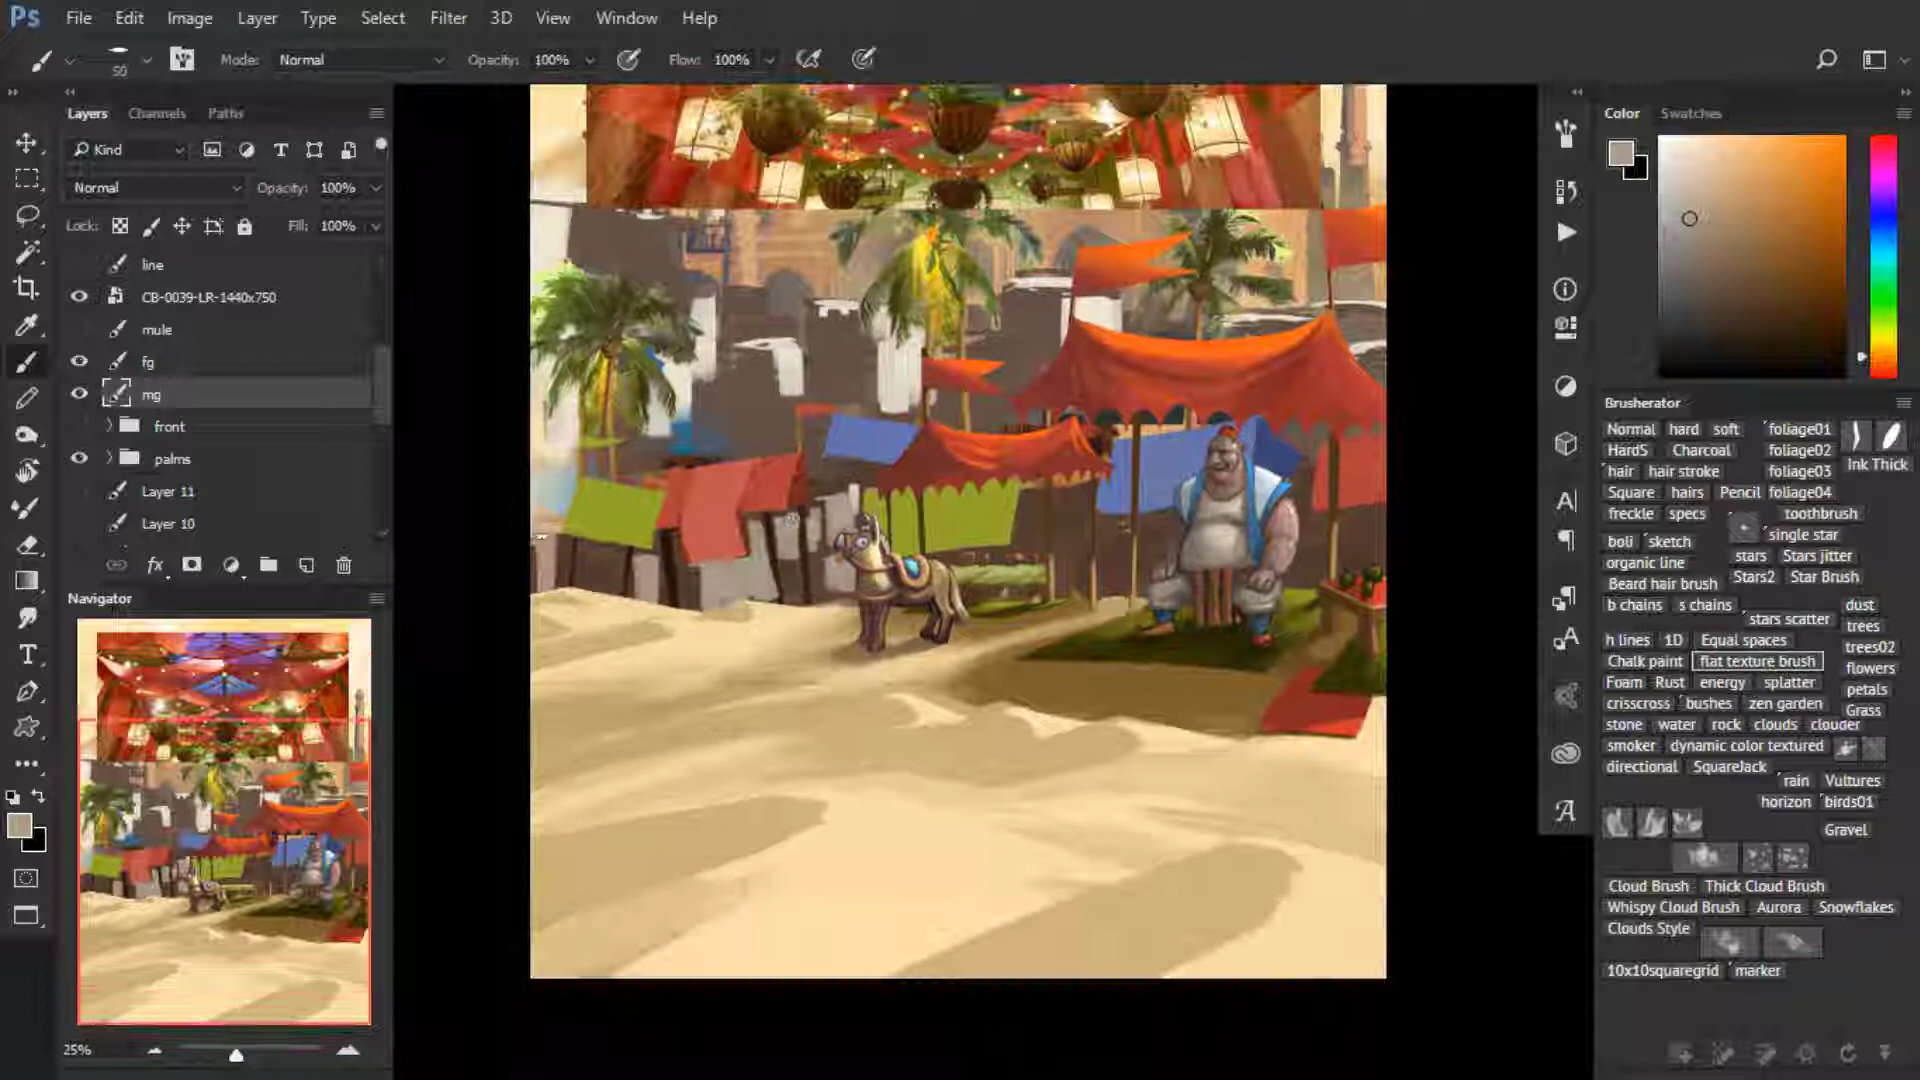 Ps File Edit Image Layer Type Select Filter 3D View Window Help
50 Mode: Normal Opacity: 100% Flow: 100%
Layers Channels Paths
Kind
Normal Opacity: 100%
Lock: Fill: 100%
line
CB-0039-LR-1440x750
mule
fg
mg
front
palms
Layer 11
Layer 10
fx
Navigator
25%
Color Swatches
Brusherator
Normal hard soft foliage01
HardS Charcoal foliage02
Ink Thick
hair hair stroke foliage03
Square hairs Pencil foliage04
freckle specs toothbrush
single star
boli sketch
stars Stars jitter
organic line
Stars2 Star Brush
Beard hair brush
b chains s chains dust
stars scatter trees
h lines 1D Equal spaces trees02
Chalk paint flat texture brush flowers
Foam Rust energy splatter petals
crisscross bushes zen garden Grass
stone water rock clouds clouder
smoker dynamic color textured
directional SquareJack
rain Vultures
horizon birds01
Gravel
Cloud Brush Thick Cloud Brush
Whispy Cloud Brush Aurora Snowflakes
Clouds Style
10x10squaregrid marker